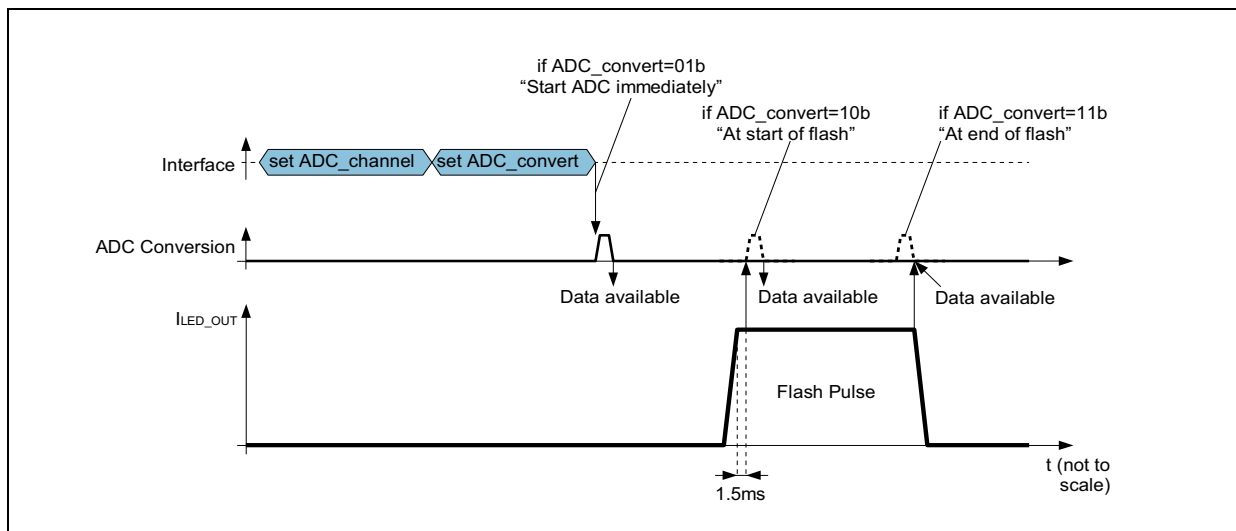 if ADC_convert=01b
“Start ADC immediately”
if ADC_convert=10b
“At start of flash”
if ADC_convert=11b
“At end of flash”
Interface
set ADC_channel
set ADC_convert
ADC Conversion
Data available
Data available
Data available
ILED_OUT
Flash Pulse
t (not to
scale)
1.5ms